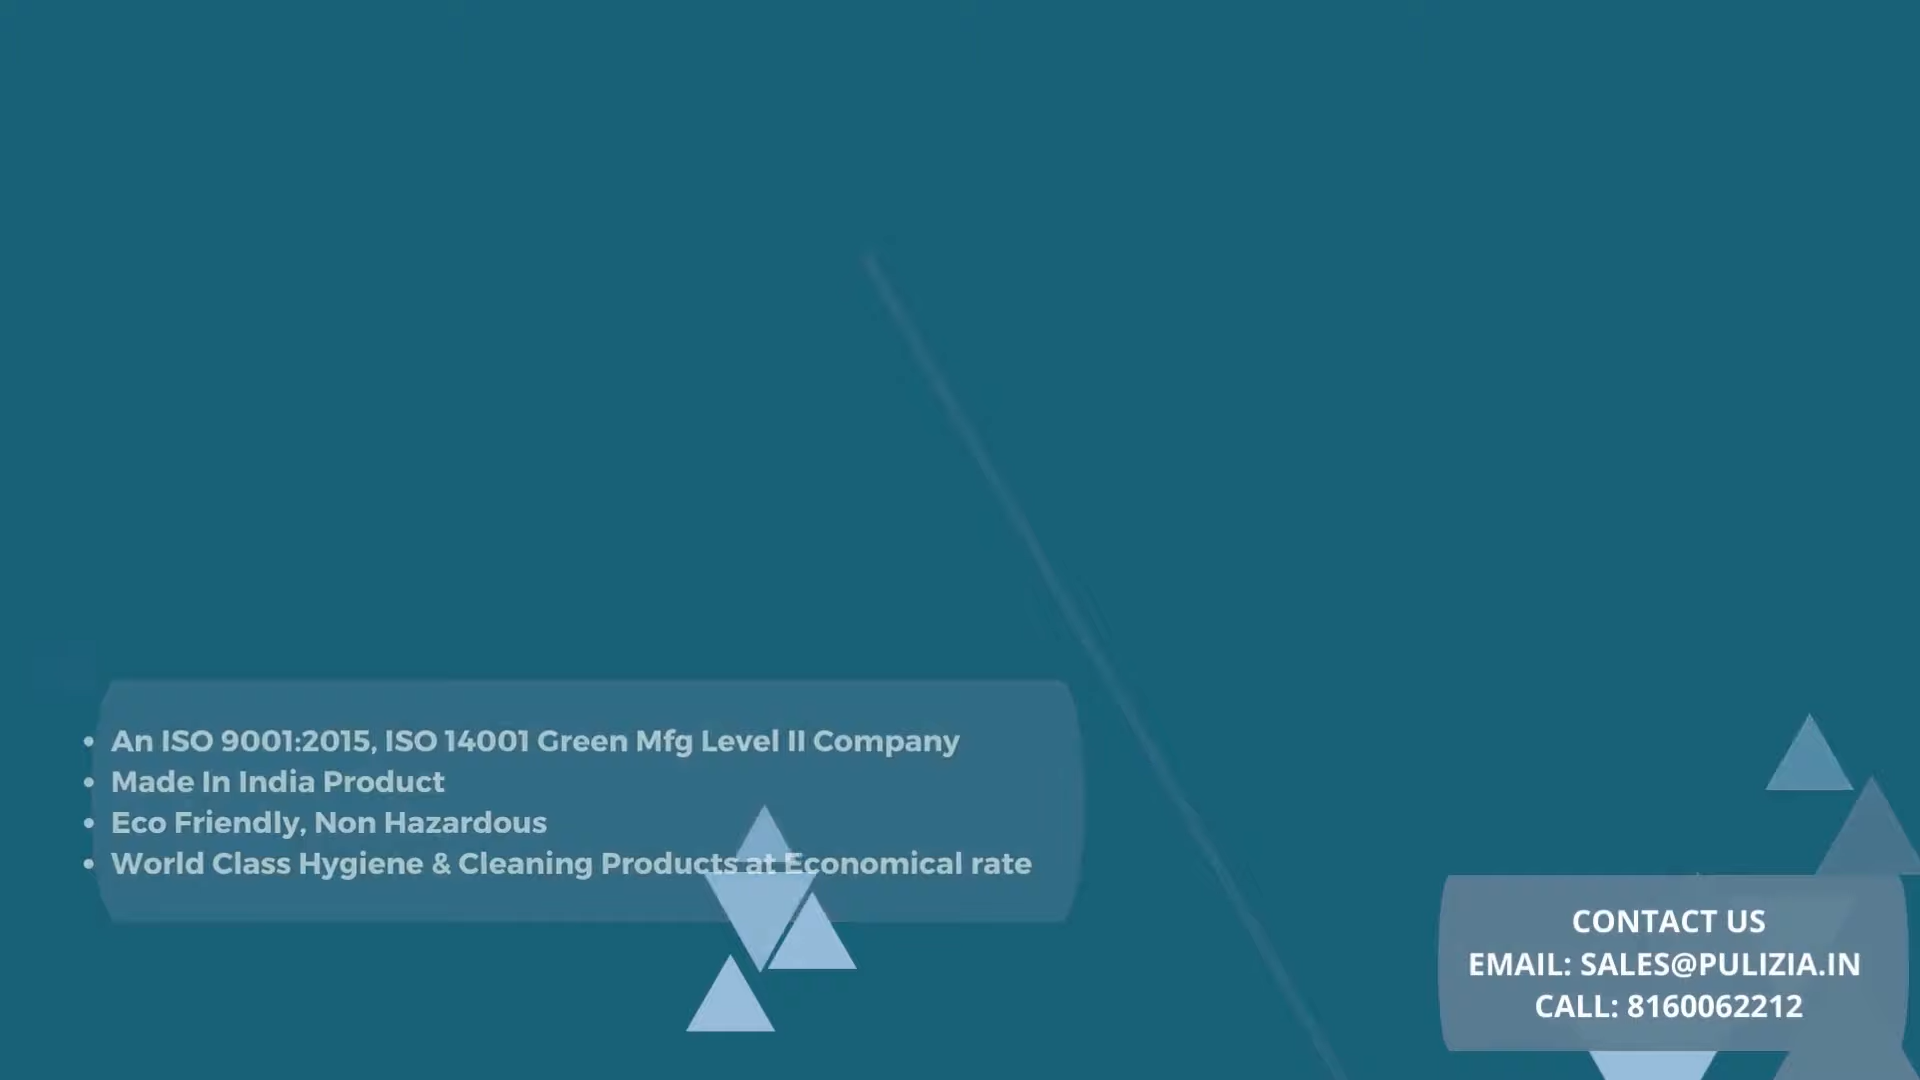 • An ISO 9001:2015, ISO 14001 Green Mfg Level II Company
• Made In India Product
• Eco Friendly, Non Hazardous
• World Class Hygiene & Cleaning Products at Economical rate
CONTACT US
EMAIL: SALES@PULIZIA.IN
CALL: 8160062212